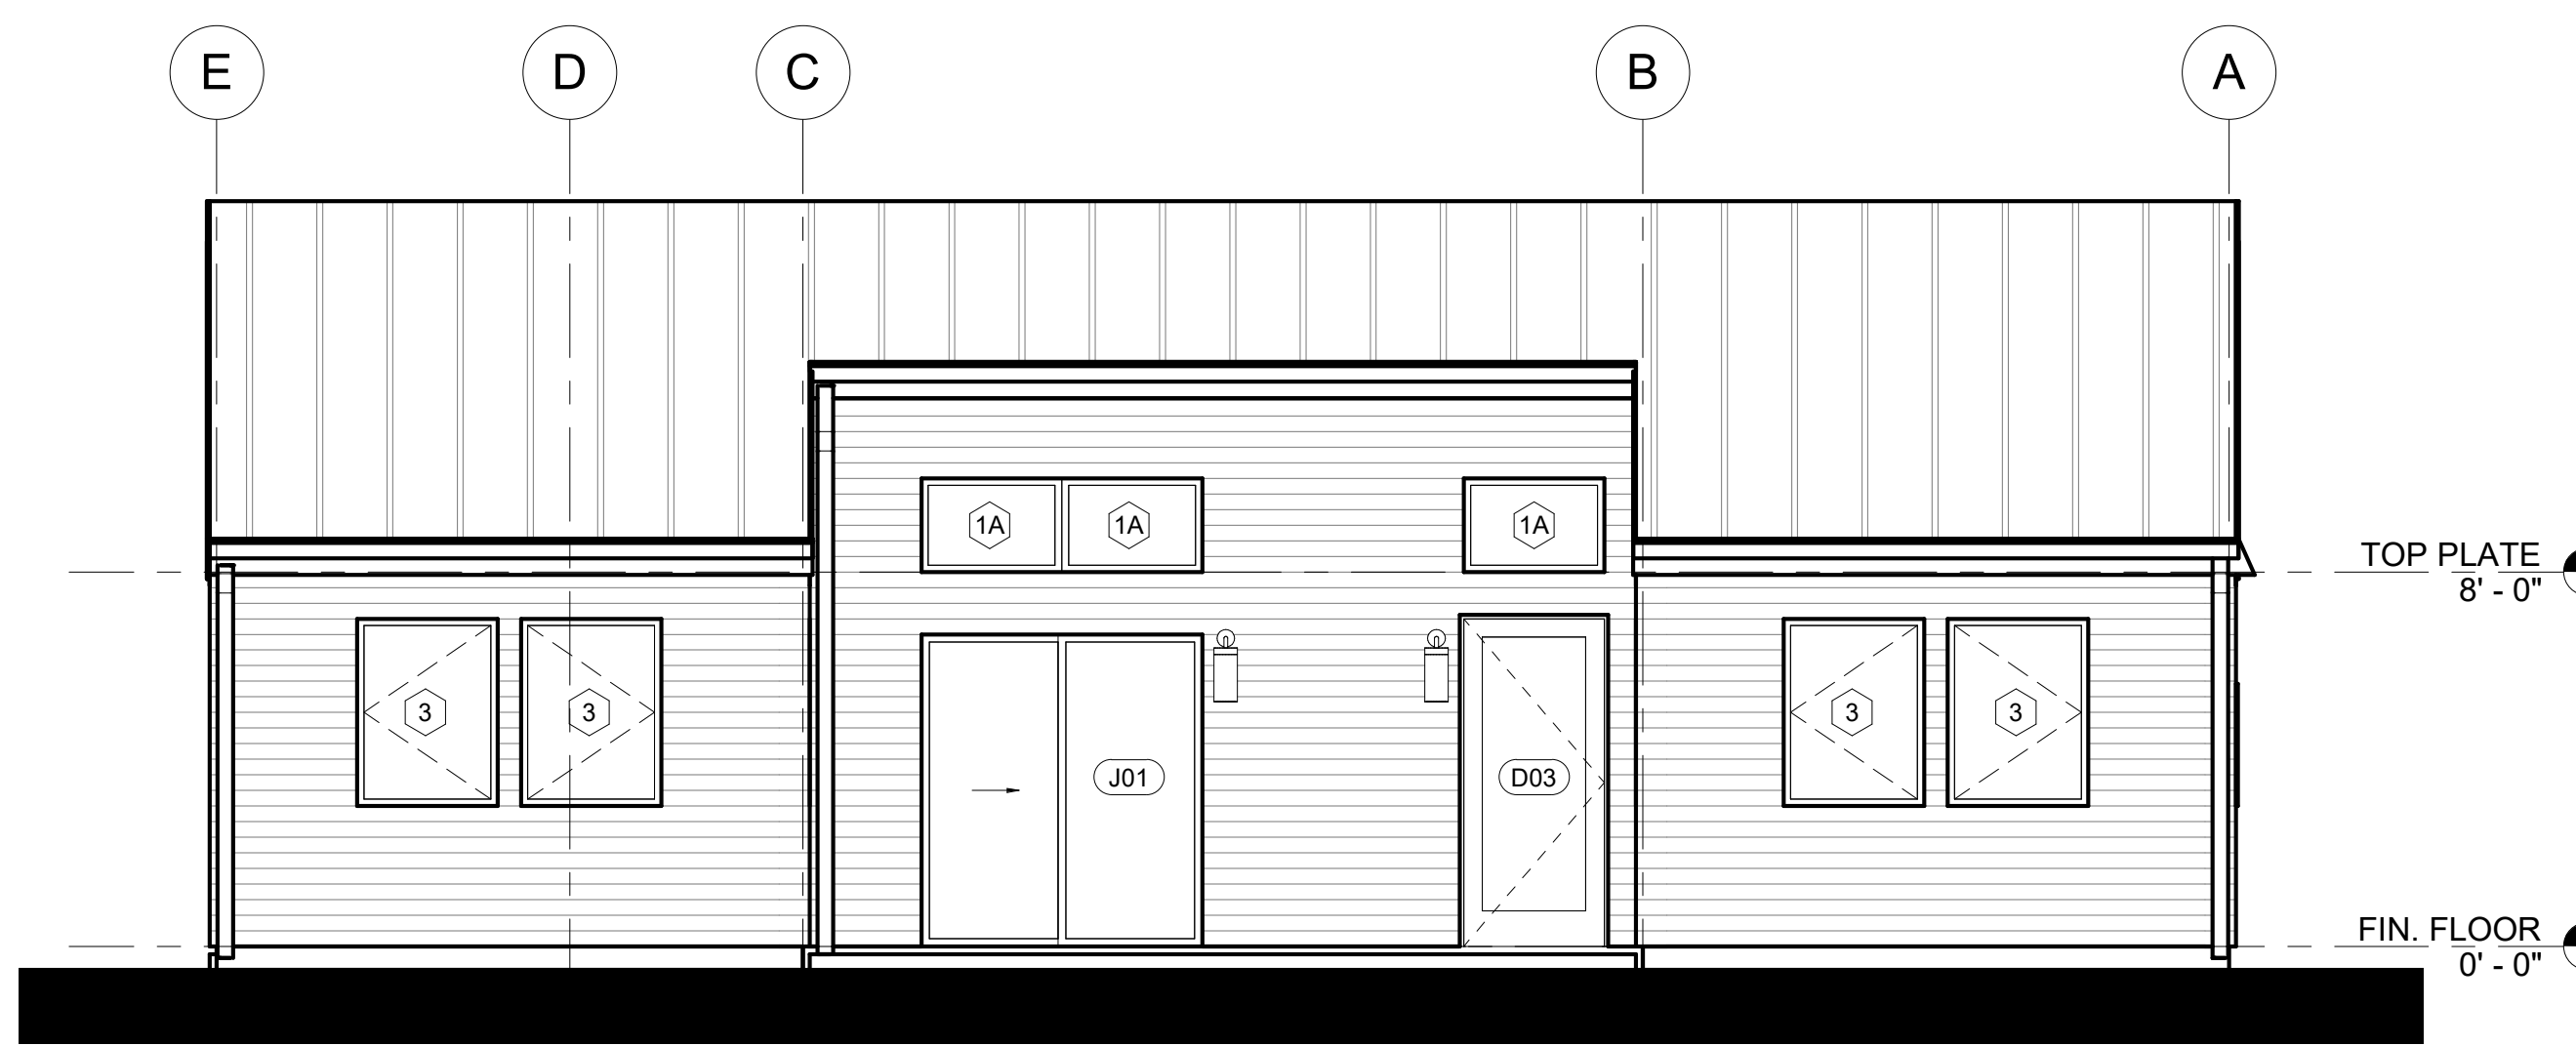 E
D
C
B
A
1A
1A
1A
TOP PLATE
8' - 0"
3
3
3
3
J01
D03
FIN. FLOOR
0' - 0"